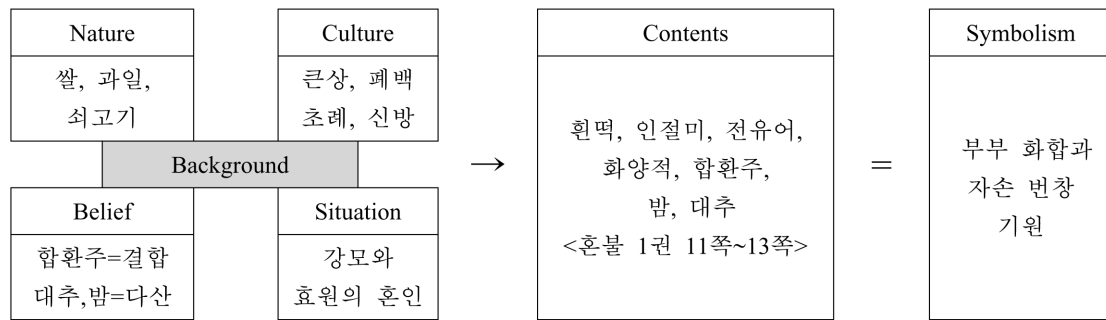 Nature
쌀, 과일,
쇠고기
Culture
큰상, 폐백
초례, 신방
Background
Belief
합환주=결합
대추,밤=다산
Situation
강모와
효원의 혼인
→
Contents
흰떡, 인절미, 전유어,
화양적, 합환주,
밤, 대추
<혼불 1권 11쪽~13쪽>
=
Symbolism
부부 화합과
자손 번창
기원